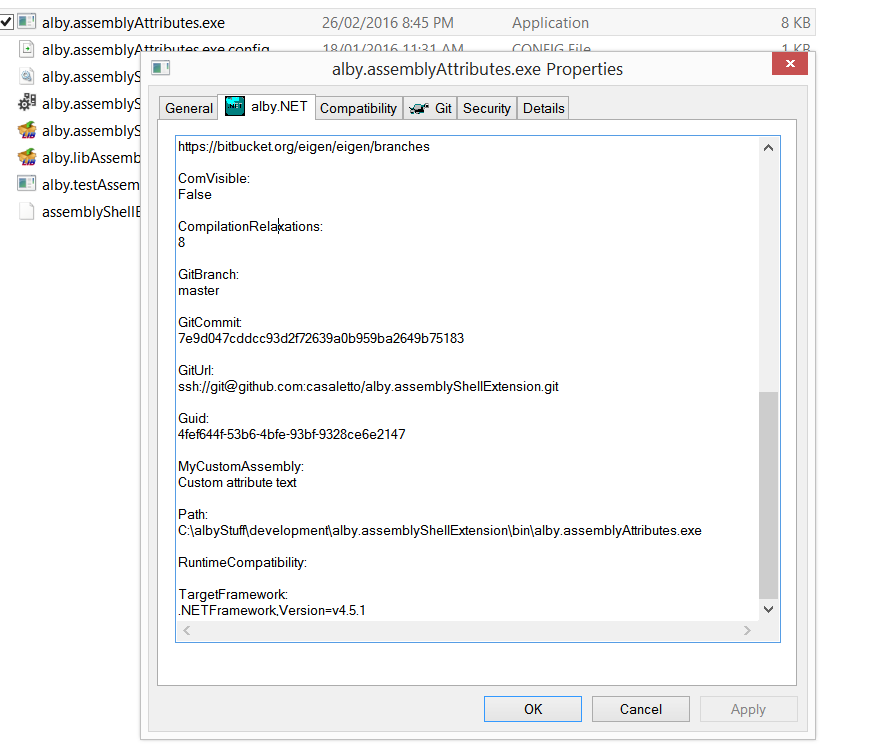 alby.assemblyAttributes.exe 26/02/2016 8:45 PM Application 8 KB
alby.assemblyAttributes.exe.config 18/01/2016 11:31 AM CONFIG File 1 KB
alby.assemblyS
alby.assemblyS
alby.assemblyS
alby.libAssemb
alby.testAssem
assemblyShellE
alby.assemblyAttributes.exe Properties
General alby.NET Compatibility Git Security Details
https://bitbucket.org/eigen/eigen/branches
ComVisible:
False
CompilationRelaxations:
8
GitBranch:
master
GitCommit:
7e9d047cddcc93d2f72639a0b959ba2649b75183
GitUrl:
ssh://git@github.com:casaletto/alby.assemblyShellExtension.git
Guid:
4fef644f-53b6-4bfe-93bf-9328ce6e2147
MyCustomAssembly:
Custom attribute text
Path:
C:\albyStuff\development\alby.assemblyShellExtension\bin\alby.assemblyAttributes.exe
RuntimeCompatibility:
TargetFramework:
.NETFramework,Version=v4.5.1
OK Cancel Apply